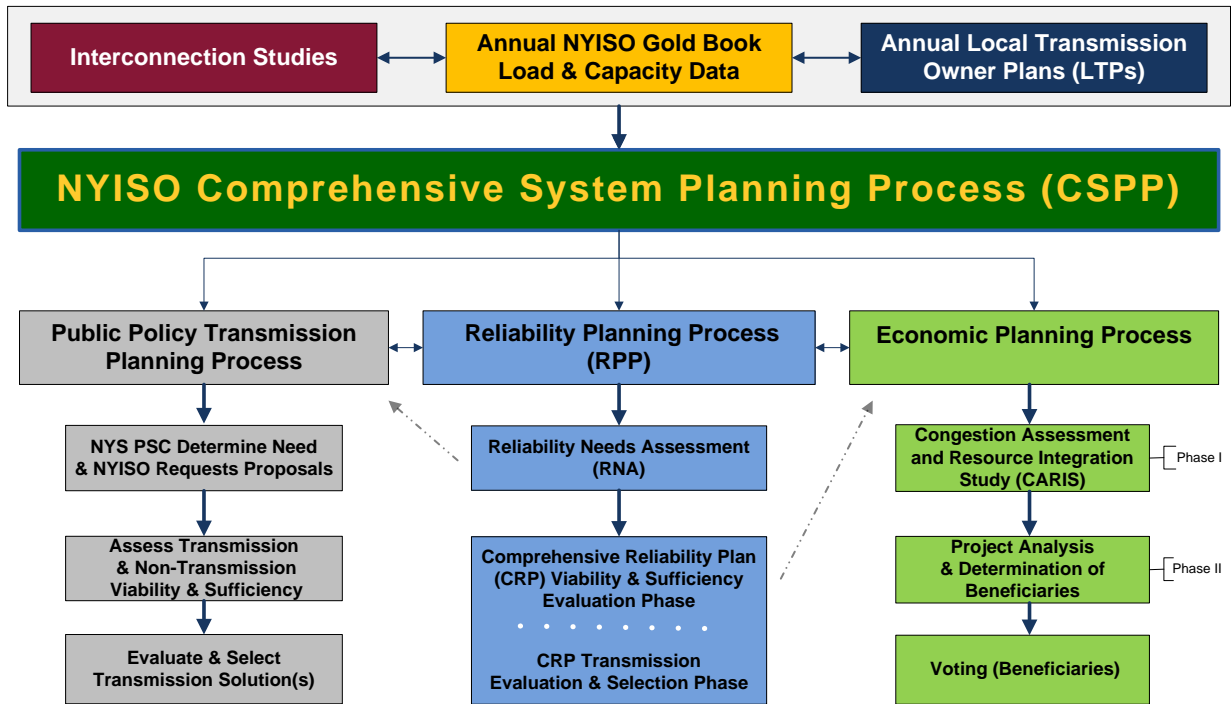 Interconnection Studies
Annual NYISO Gold Book
Load & Capacity Data
Annual Local Transmission
Owner Plans (LTPs)
NYISO Comprehensive System Planning Process (CSPP)
Public Policy Transmission
Planning Process
Reliability Planning Process
(RPP)
Economic Planning Process
NYS PSC Determine Need
& NYISO Requests Proposals
Assess Transmission
& Non-Transmission
Viability & Sufficiency
Evaluate & Select
Transmission Solution(s)
Reliability Needs Assessment
(RNA)
Comprehensive Reliability Plan
(CRP) Viability & Sufficiency
Evaluation Phase
CRP Transmission
Evaluation & Selection Phase
Congestion Assessment
and Resource Integration
Study (CARIS)
Phase I
Project Analysis
& Determination of
Beneficiaries
Phase II
Voting (Beneficiaries)